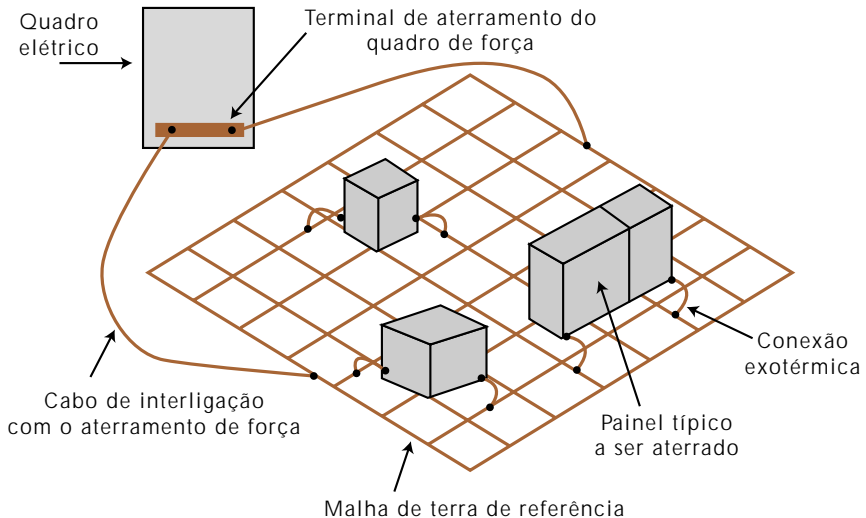 Quadro
elétrico
Terminal de aterramento do
quadro de força
Conexão
exotérmica
Cabo de interligação
com o aterramento de força
Painel típico
a ser aterrado
Malha de terra de referência